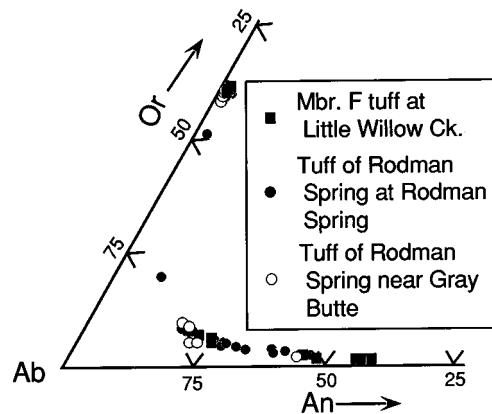 25
Or
50
75
Ab
75
50
25
An
Mbr. F tuff at
Little Willow Ck.
Tuff of Rodman
Spring at Rodman
Spring
Tuff of Rodman
Spring near Gray
Butte